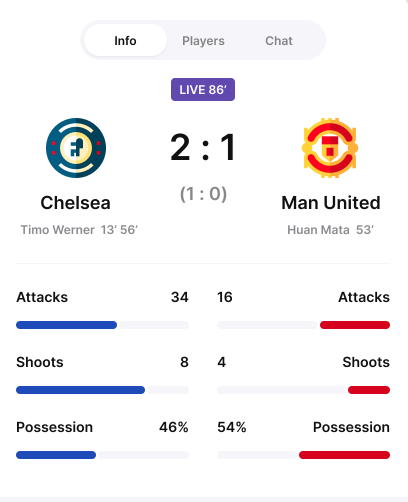 Info Players Chat
LIVE 86'
2 : 1
(1 : 0)
Chelsea
Timo Werner 13' 56'
Man United
Huan Mata 53'
Attacks 34
16 Attacks
Shoots 8
4 Shoots
Possession 46%
54% Possession